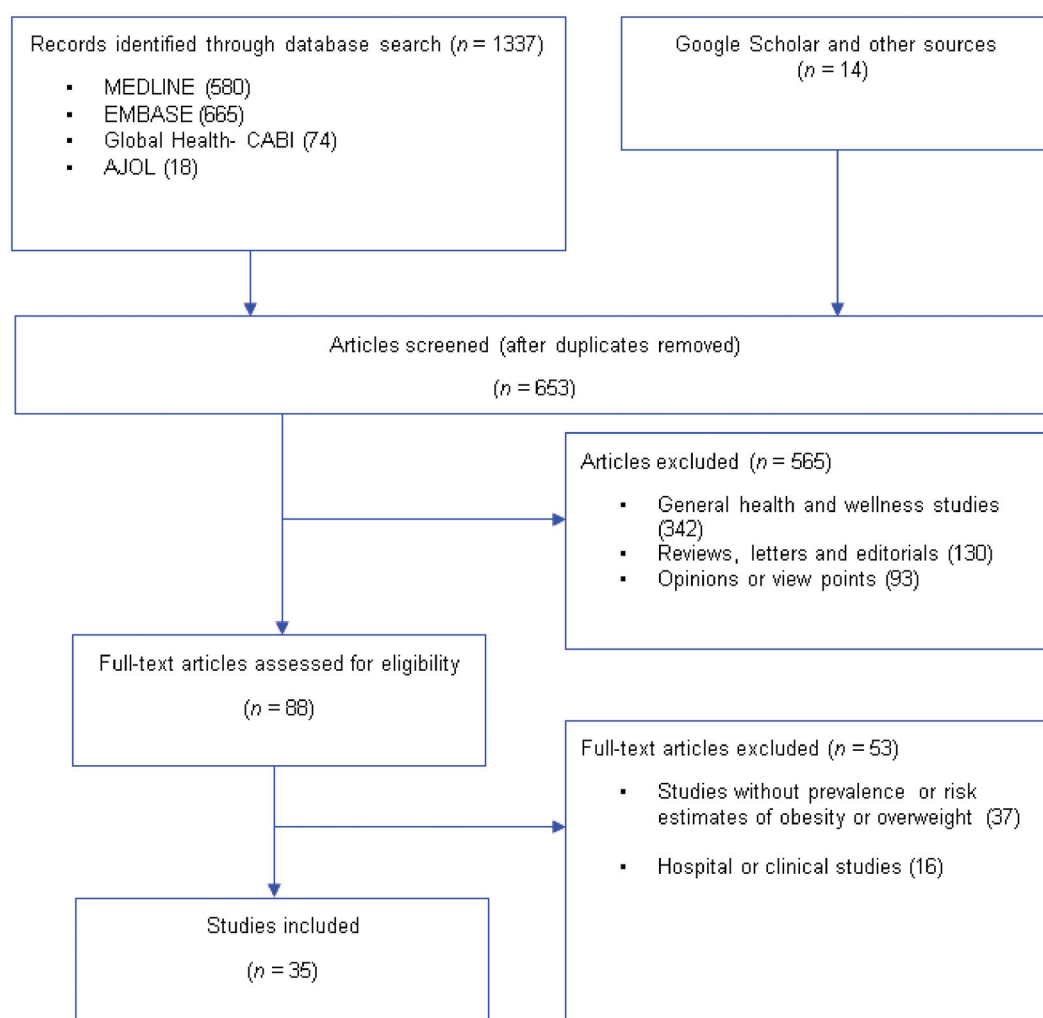 Records identified through database search (n = 1337)
▪ MEDLINE (580)
▪ EMBASE (665)
▪ Global Health- CABI (74)
▪ AJOL (18)
Google Scholar and other sources
(n = 14)
Articles screened (after duplicates removed)
(n = 653)
Articles excluded (n = 565)
▪ General health and wellness studies
(342)
▪ Reviews, letters and editorials (130)
▪ Opinions or view points (93)
Full-text articles assessed for eligibility
(n = 88)
Full-text articles excluded (n = 53)
▪ Studies without prevalence or risk
estimates of obesity or overweight (37)
▪ Hospital or clinical studies (16)
Studies included
(n = 35)